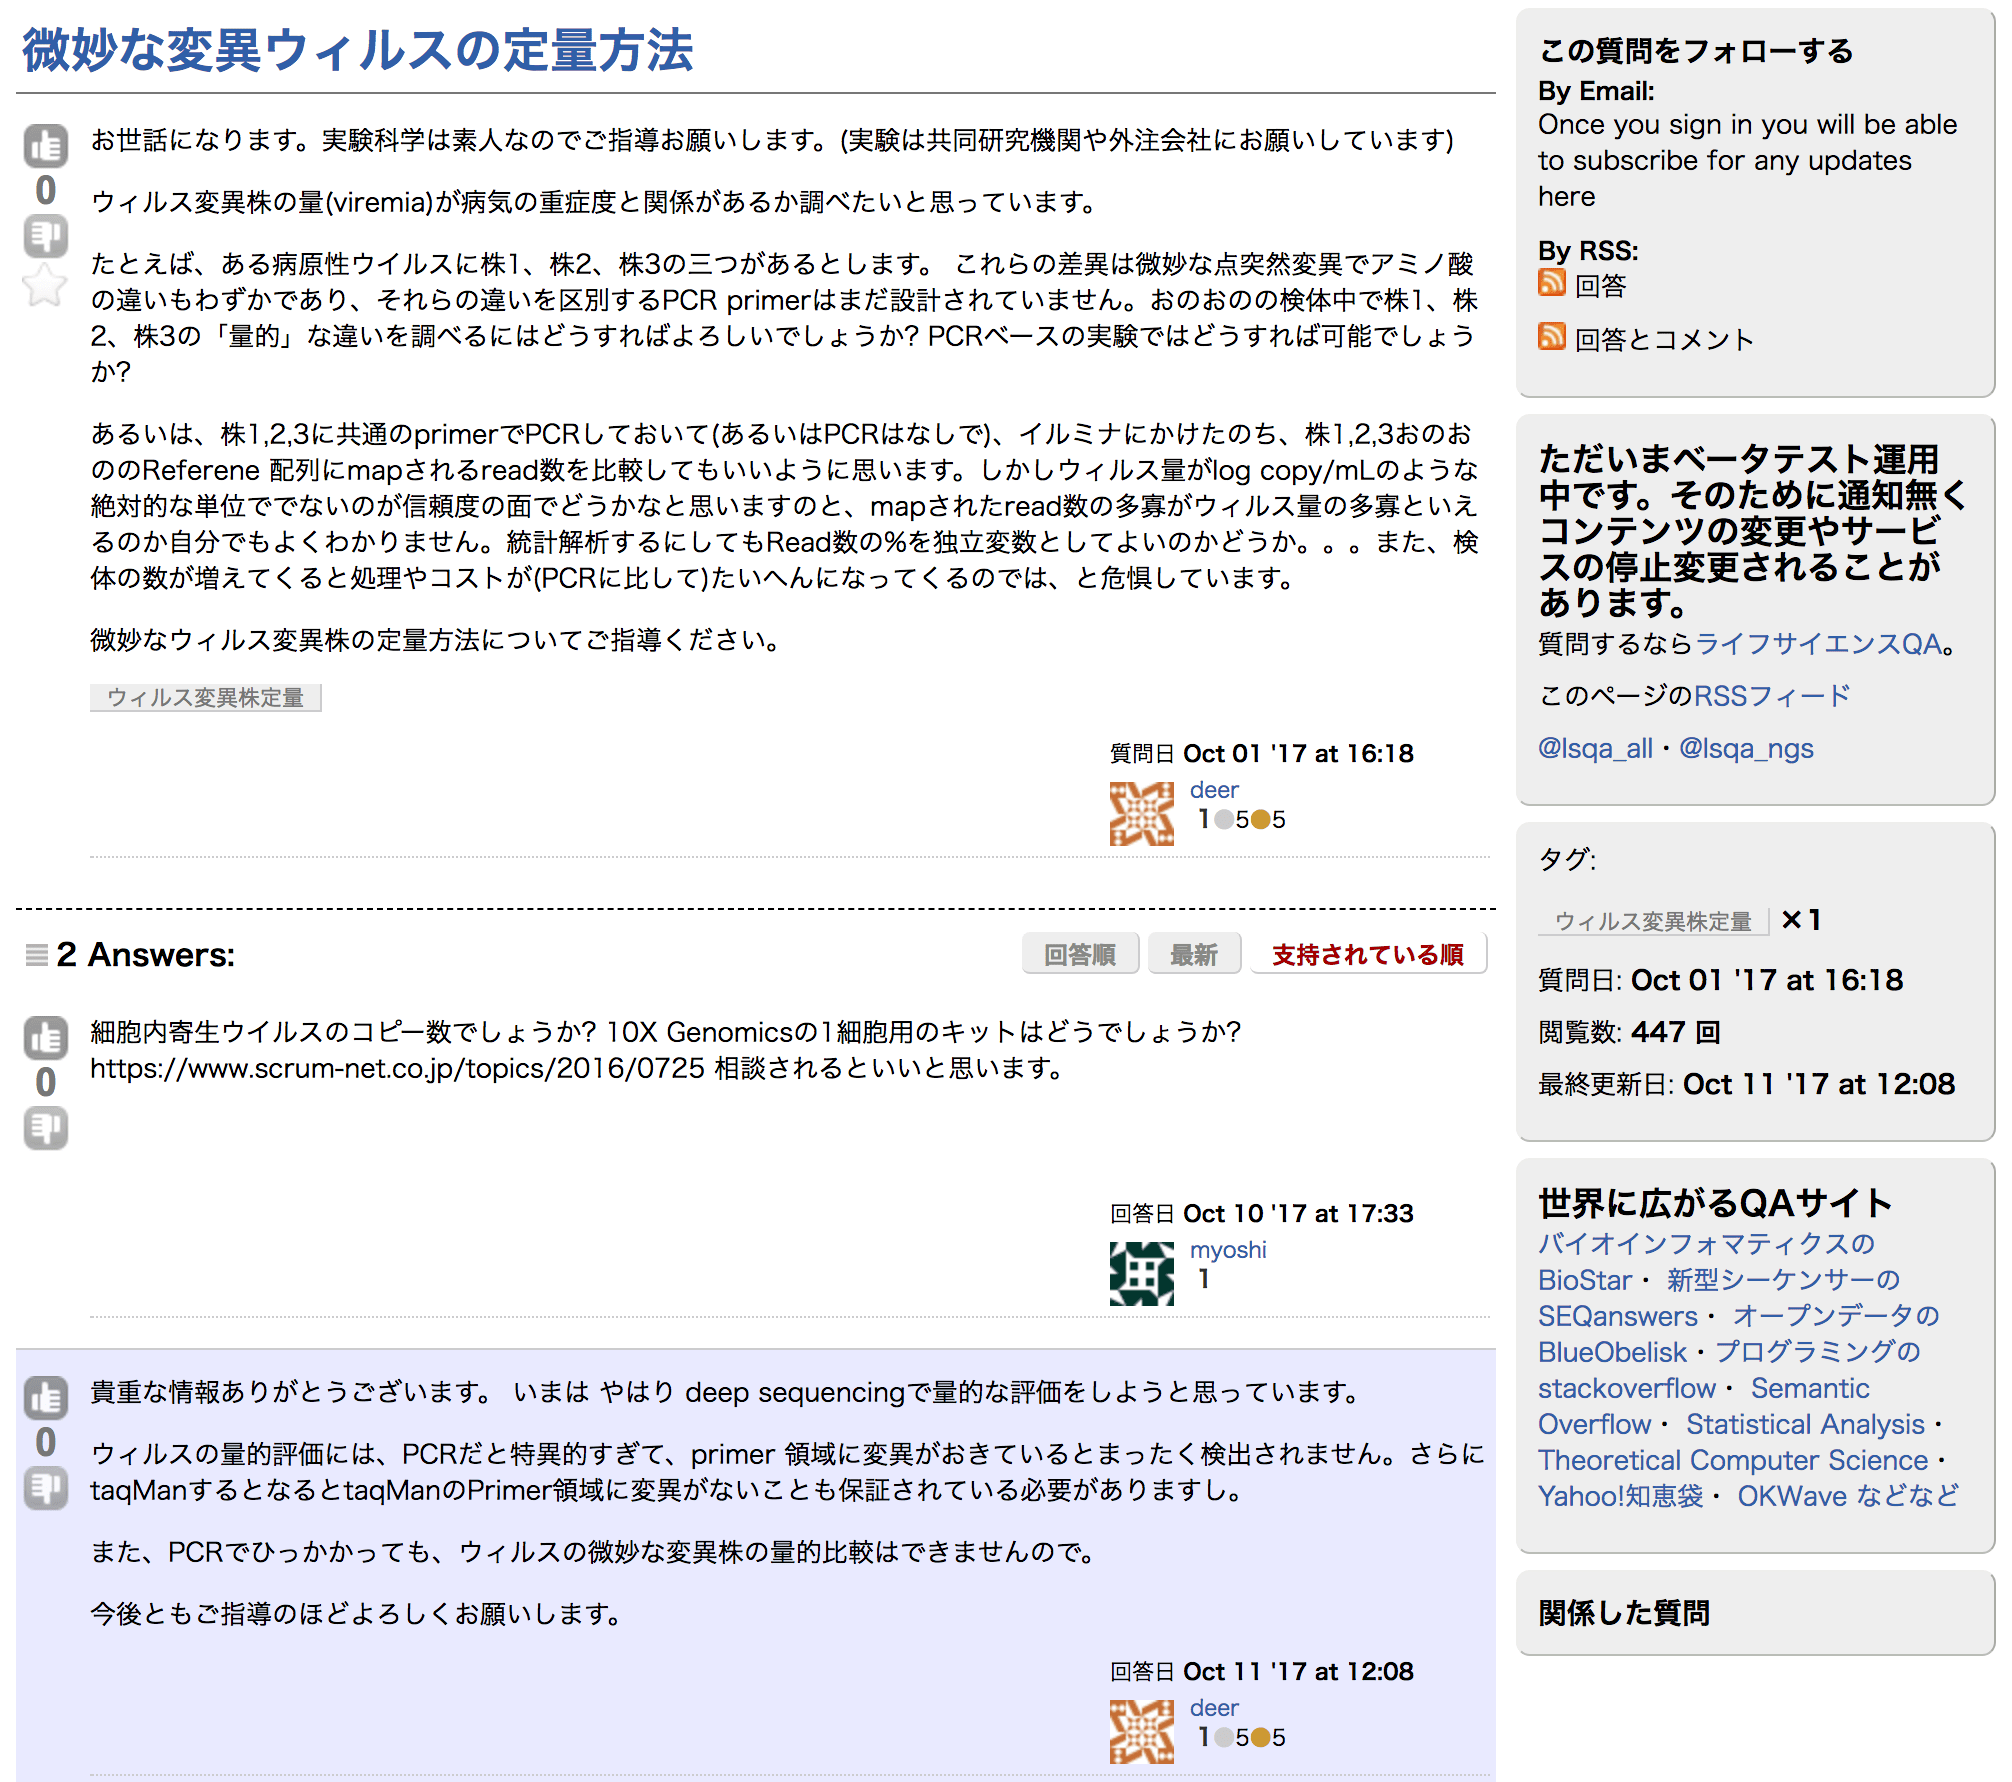 微妙な変異ウィルスの定量方法
お世話になります。実験科学は素人なのでご指導お願いします。(実験は共同研究機関や外注会社にお願いしています)
0
ウィルス変異株の量(viremia)が病気の重症度と関係があるか調べたいと思っています。
たとえば、ある病原性ウイルスに株1、株2、株3の三つがあるとします。 これらの差異は微妙な点突然変異でアミノ酸
の違いもわずかであり、それらの違いを区別するPCR primerはまだ設計されていません。おのおのの検体中で株1、株
2、株3の「量的」な違いを調べるにはどうすればよろしいでしょうか? PCRベースの実験ではどうすれば可能でしょう
か?
あるいは、株1,2,3に共通のprimerでPCRしておいて(あるいはPCRはなしで)、イルミナにかけたのち、株1,2,3おのお
ののReferene 配列にmapされるread数を比較してもいいように思います。しかしウィルス量がlog copy/mLのような
絶対的な単位ででないのが信頼度の面でどうかなと思いますのと、mapされたread数の多寡がウィルス量の多寡といえ
るのか自分でもよくわかりません。統計解析するにしてもRead数の%を独立変数としてよいのかどうか。。。また、検
体の数が増えてくると処理やコストが(PCRに比して)たいへんになってくるのでは、と危惧しています。
微妙なウィルス変異株の定量方法についてご指導ください。
ウィルス変異株定量
質問日 Oct 01 '17 at 16:18
deer
1●5●5
2 Answers:
回答順 最新 支持されている順
細胞内寄生ウイルスのコピー数でしょうか? 10X Genomicsの1細胞用のキットはどうでしょうか?
https://www.scrum-net.co.jp/topics/2016/0725 相談されるといいと思います。
0
回答日 Oct 10 '17 at 17:33
myoshi
1
貴重な情報ありがとうございます。 いまは やはり deep sequencingで量的な評価をしようと思っています。
0
ウィルスの量的評価には、PCRだと特異的すぎて、primer 領域に変異がおきているとまったく検出されません。さらに
taqManするとなるとtaqManのPrimer領域に変異がないことも保証されている必要がありますし。
また、PCRでひっかかっても、ウィルスの微妙な変異株の量的比較はできませんので。
今後ともご指導のほどよろしくお願いします。
回答日 Oct 11 '17 at 12:08
deer
1●5●5
この質問をフォローする
By Email:
Once you sign in you will be able
to subscribe for any updates
here
By RSS:
回答
回答とコメント
ただいまベータテスト運用
中です。そのために通知無く
コンテンツの変更やサービ
スの停止変更されることが
あります。
質問するならライフサイエンスQA。
このページのRSSフィード
@lsqa_all・@lsqa_ngs
タグ:
ウィルス変異株定量 ×1
質問日: Oct 01 '17 at 16:18
閲覧数: 447 回
最終更新日: Oct 11 '17 at 12:08
世界に広がるQAサイト
バイオインフォマティクスの
BioStar・ 新型シーケンサーの
SEQanswers・ オープンデータの
BlueObelisk・プログラミングの
stackoverflow・ Semantic
Overflow・ Statistical Analysis・
Theoretical Computer Science・
Yahoo!知恵袋・ OKWave などなど
関係した質問